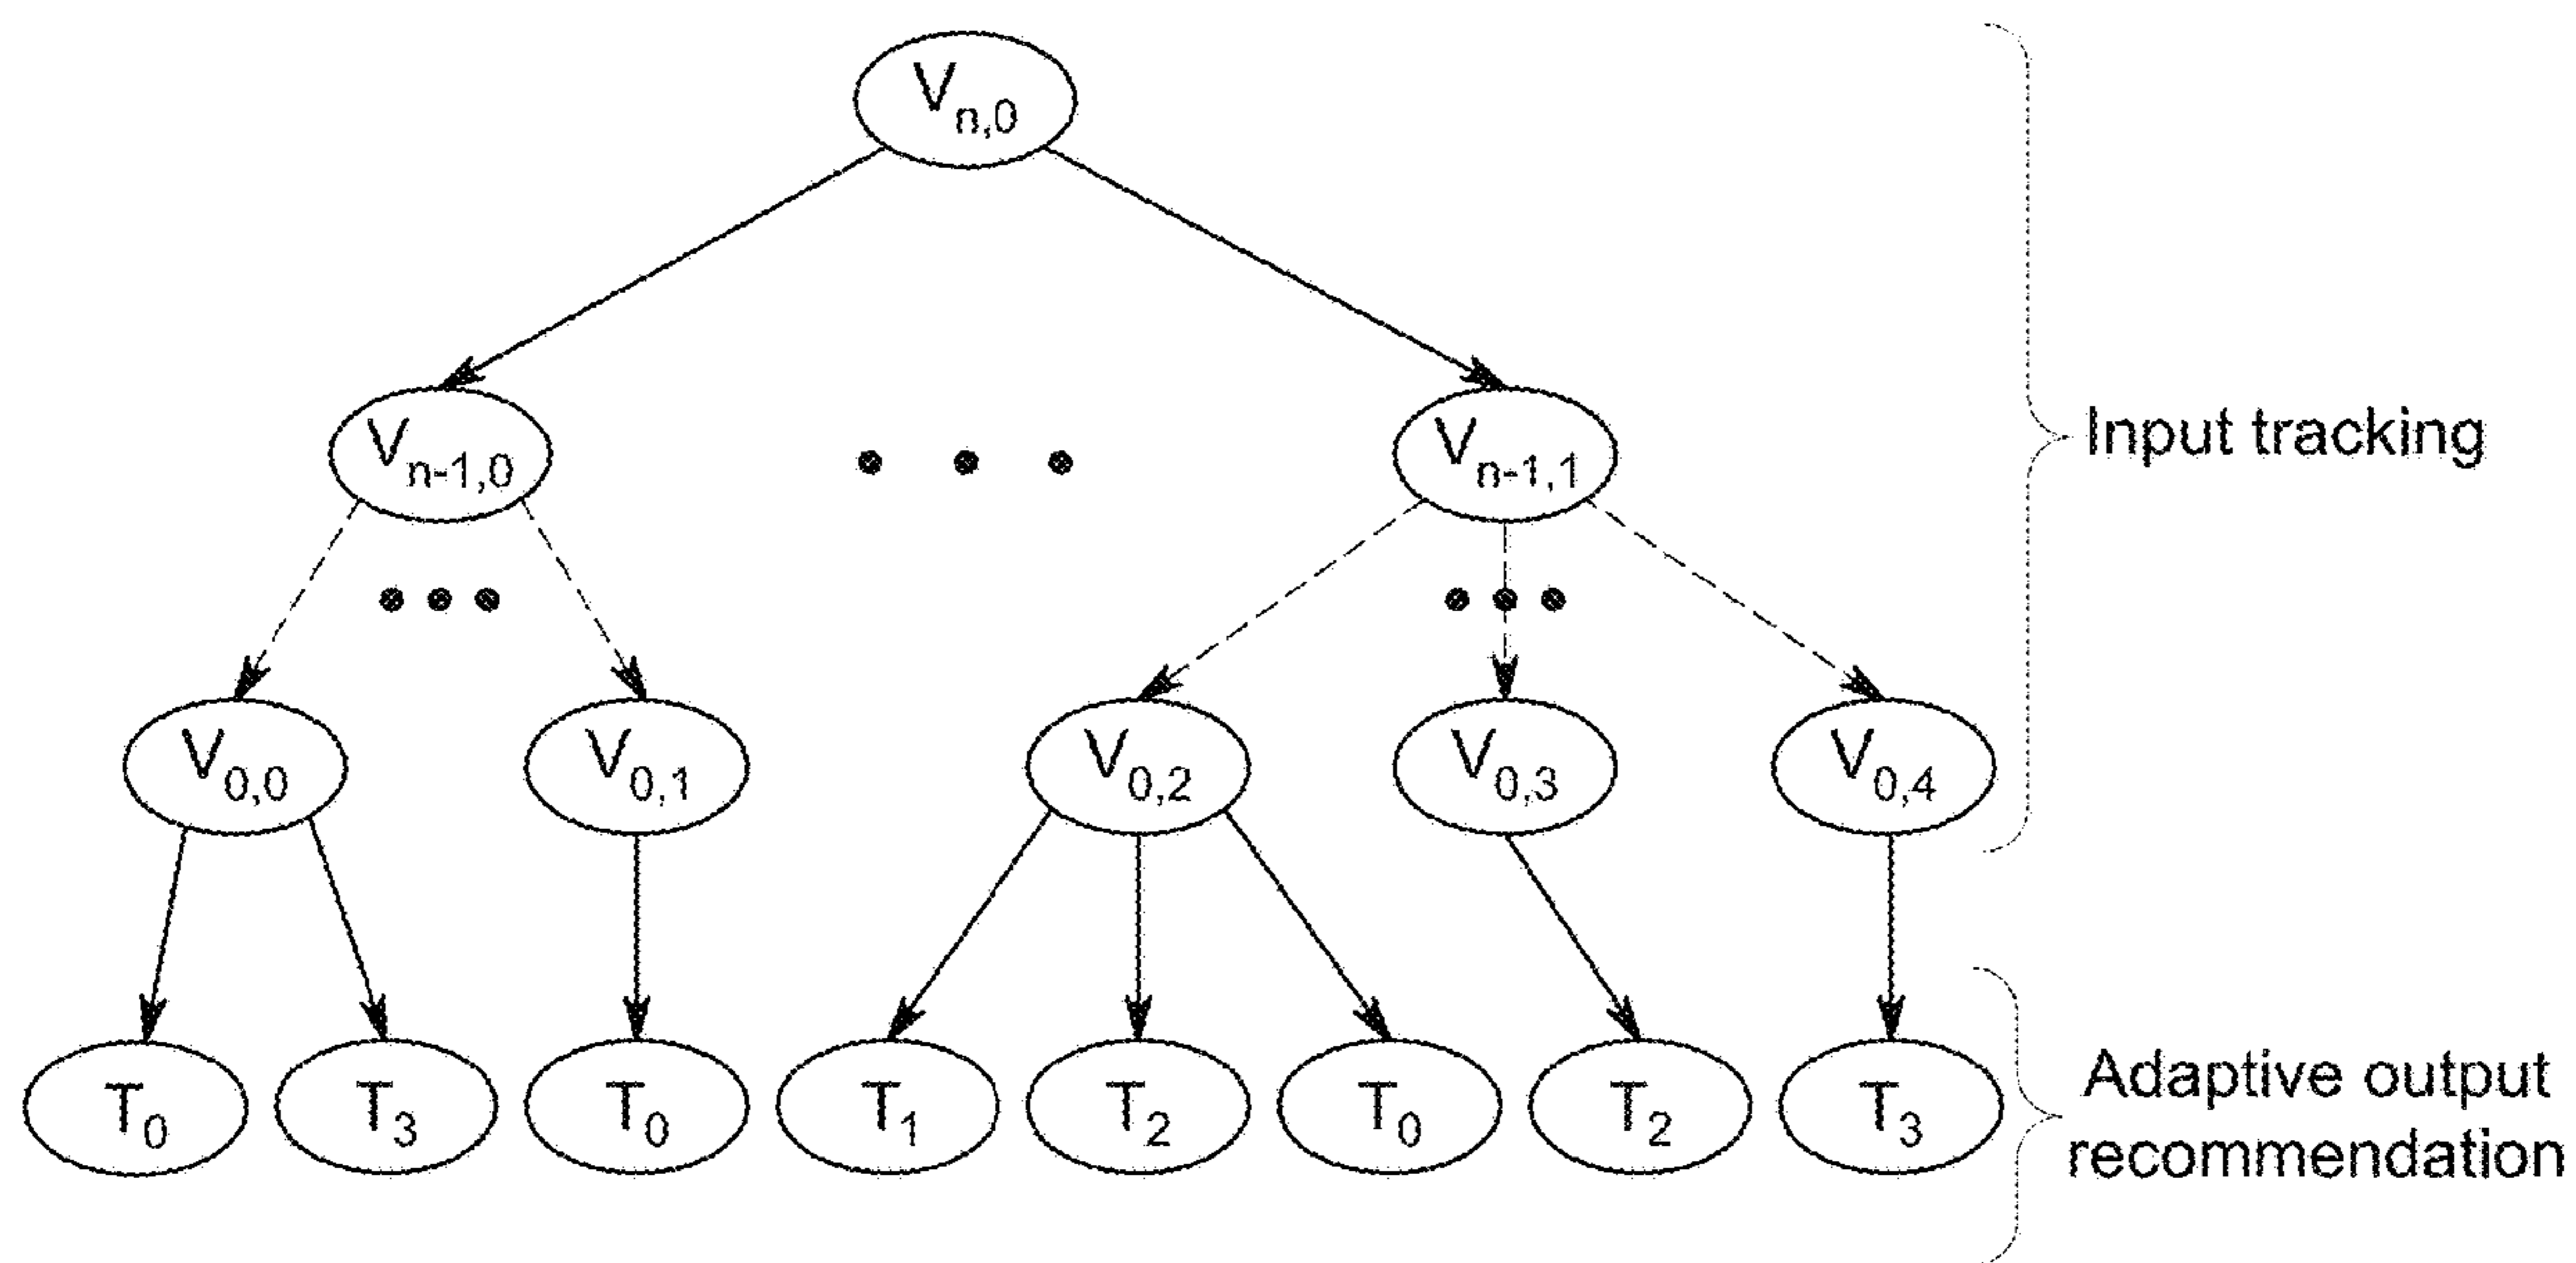 Vn,0
Vn-1,0
Vn-1,1
Input tracking
V0,0
V0,1
V0,2
V0,3
V0,4
T0
T3
T0
T1
T2
T0
T2
T3
Adaptive output
recommendation